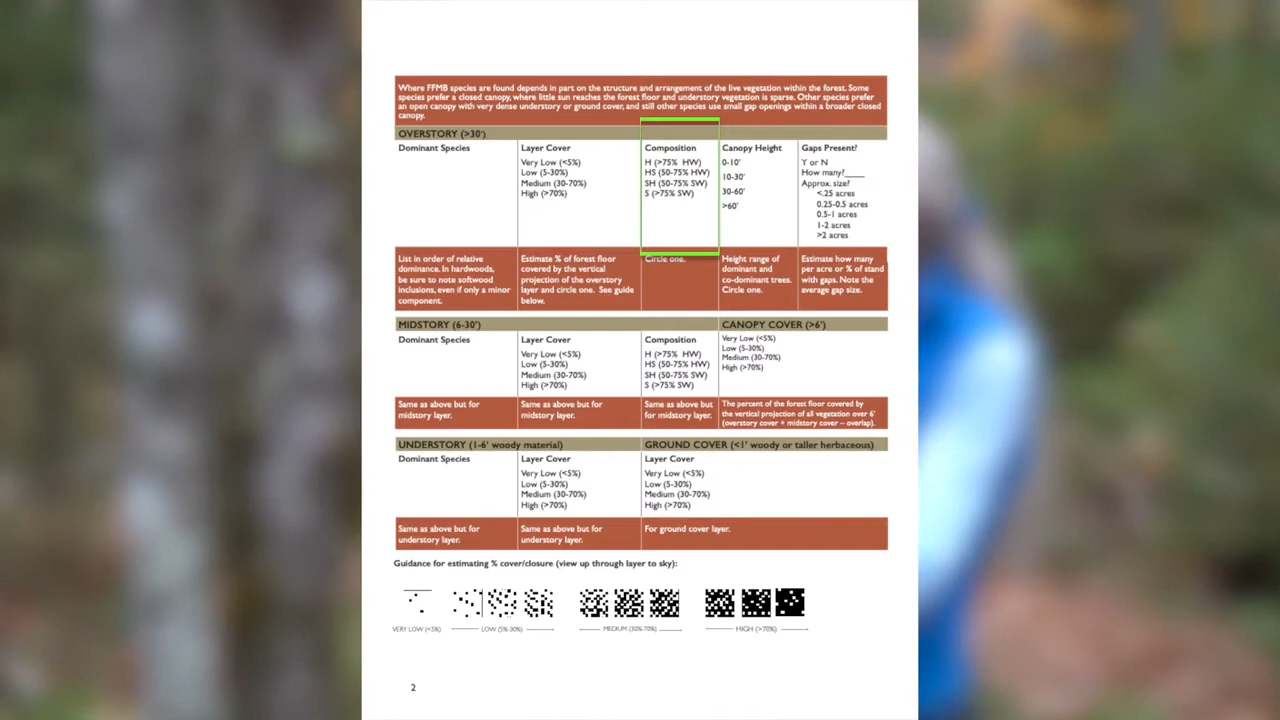 Where FFMB species are found depends in part on the structure and arrangement of the live vegetation within the forest. Some
species prefer a closed canopy, where little sun reaches the forest floor and understory vegetation is sparse. Other species prefer
an open canopy with very dense understory or ground cover, and still other species use small gap openings within a broader closed
canopy.
OVERSTORY (>30')
Dominant Species
Layer Cover
Very Low (<5%)
Low (5-30%)
Medium (30-70%)
High (>70%)
Composition
H (>75% HW)
HS (50-75% HW)
SH (50-75% SW)
S (>75% SW)
Canopy Height
0-10'
10-30'
30-60'
>60'
Gaps Present?
Y or N
How many?____
Approx. size?
<.25 acres
0.25-0.5 acres
0.5-1 acres
1-2 acres
>2 acres
List in order of relative
dominance. In hardwoods,
be sure to note softwood
inclusions, even if only a minor
component.
Estimate % of forest floor
covered by the vertical
projection of the overstory
layer and circle one. See guide
below.
Circle one.
Height range of
dominant and
co-dominant trees.
Circle one.
Estimate how many
per acre or % of stand
with gaps. Note the
average gap size.
MIDSTORY (6-30')
CANOPY COVER (>6')
Dominant Species
Layer Cover
Very Low (<5%)
Low (5-30%)
Medium (30-70%)
High (>70%)
Composition
H (>75% HW)
HS (50-75% HW)
SH (50-75% SW)
S (>75% SW)
Very Low (<5%)
Low (5-30%)
Medium (30-70%)
High (>70%)
Same as above but for
midstory layer.
Same as above but for
midstory layer.
Same as above but
for midstory layer.
The percent of the forest floor covered by
the vertical projection of all vegetation over 6'
(overstory cover + midstory cover – overlap).
UNDERSTORY (1-6' woody material)
GROUND COVER (<1' woody or taller herbaceous)
Dominant Species
Layer Cover
Very Low (<5%)
Low (5-30%)
Medium (30-70%)
High (>70%)
Layer Cover
Very Low (<5%)
Low (5-30%)
Medium (30-70%)
High (>70%)
Same as above but for
understory layer.
Same as above but for
understory layer.
For ground cover layer.
Guidance for estimating % cover/closure (view up through layer to sky):
VERY LOW (<5%)
LOW (5%-30%)
MEDIUM (30%-70%)
HIGH (>70%)
2